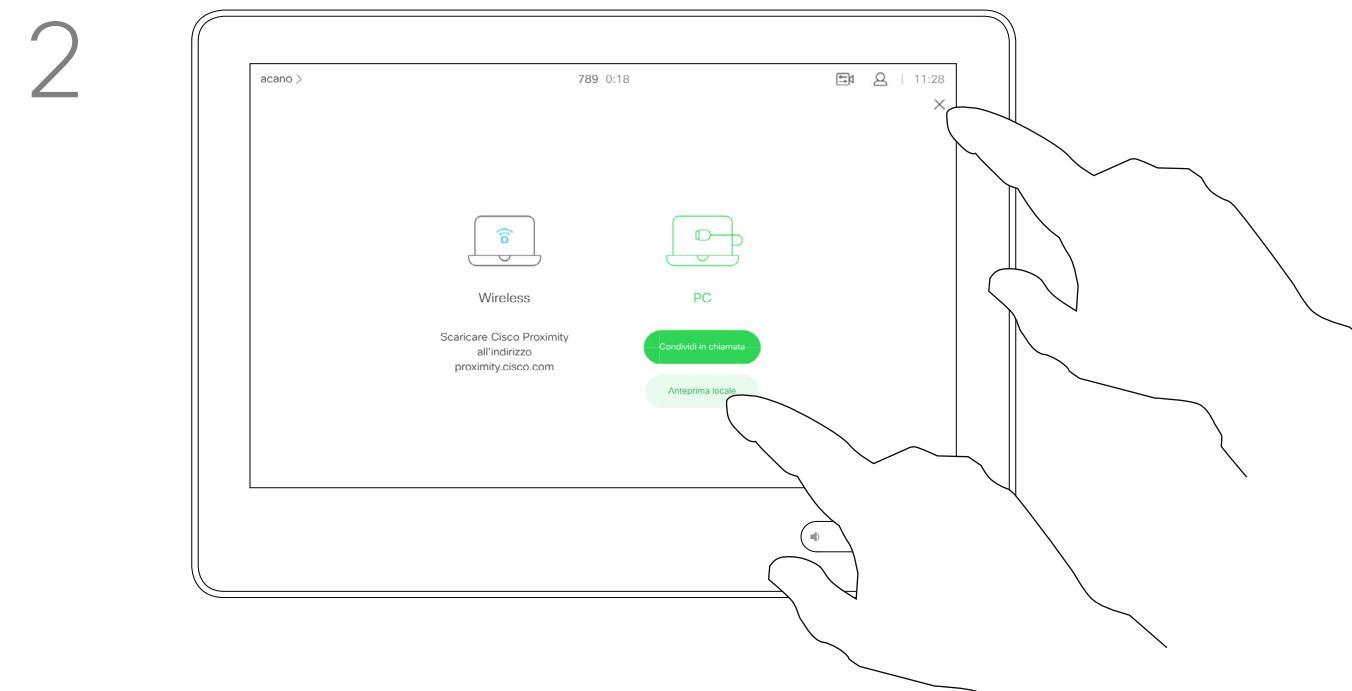 2
acano > 789 0:18 11:28
Wireless
PC
Scaricare Cisco Proximity
all'indirizzo
proximity.cisco.com
Condividi in chiamata
Anteprima locale